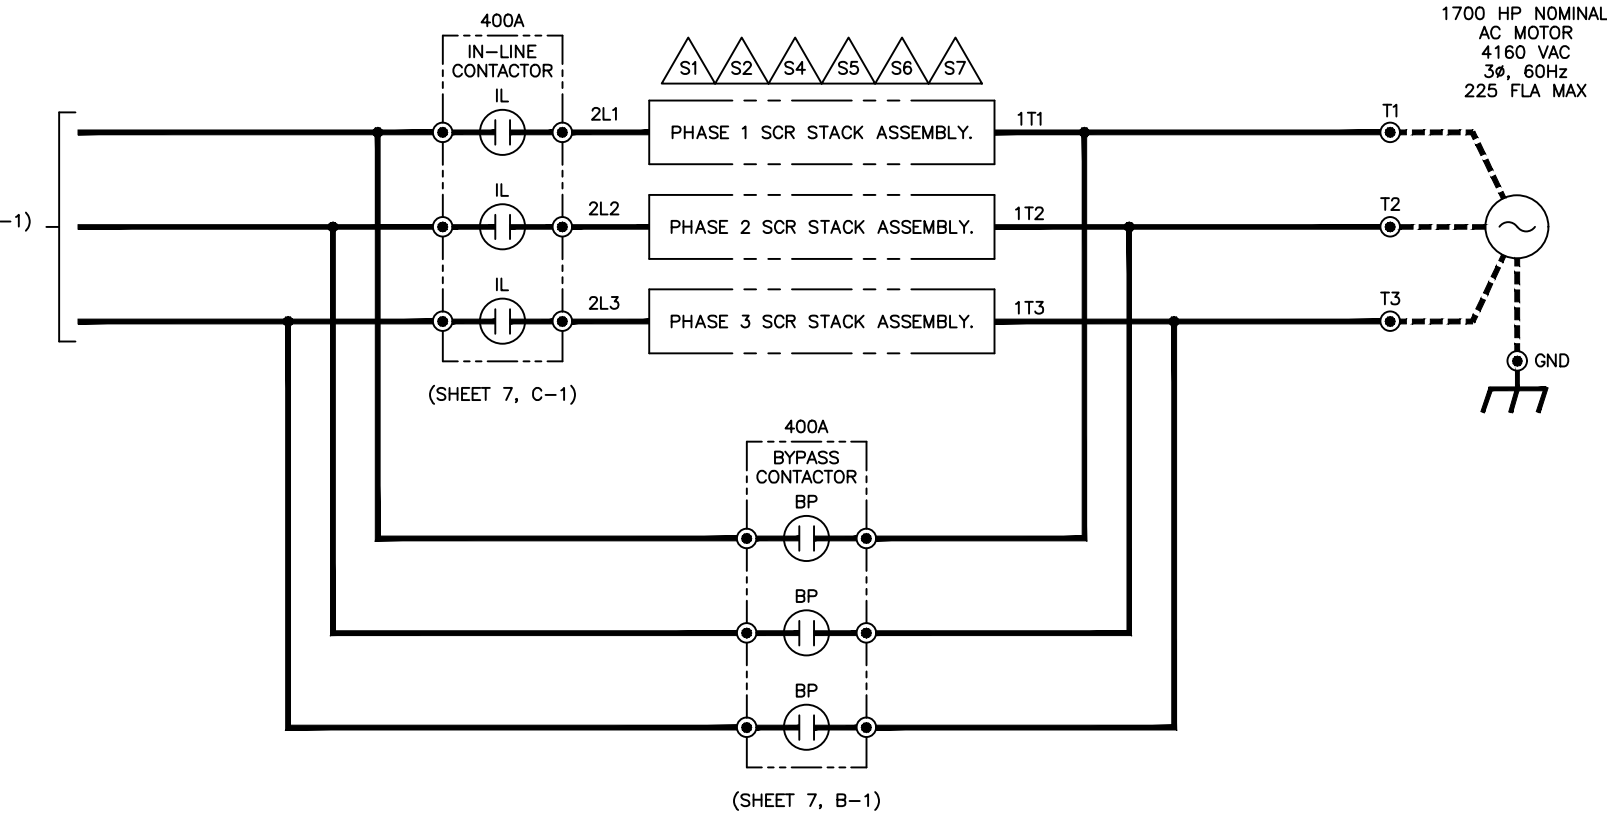 1700 HP NOMINAL
AC MOTOR
4160 VAC
3ø, 60Hz
225 FLA MAX
400A
IN-LINE
CONTACTOR
S1 S2 S4 S5 S6 S7
IL
2L1
PHASE 1 SCR STACK ASSEMBLY.
1T1
T1
IL
2L2
PHASE 2 SCR STACK ASSEMBLY.
1T2
T2
-1)
IL
2L3
PHASE 3 SCR STACK ASSEMBLY.
1T3
T3
GND
(SHEET 7, C-1)
400A
BYPASS
CONTACTOR
BP
BP
BP
(SHEET 7, B-1)